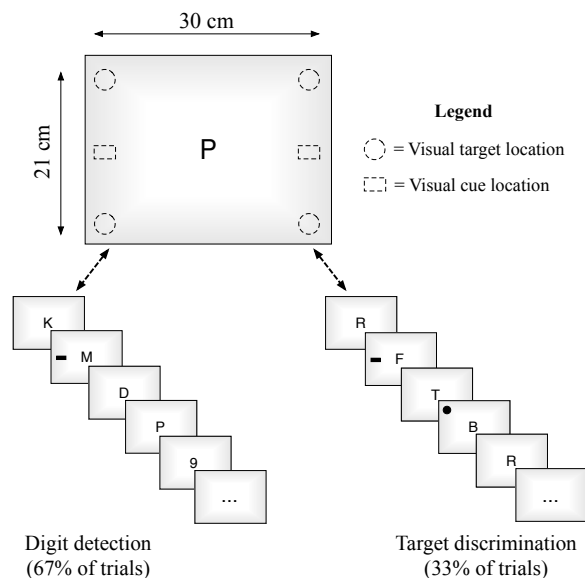 30 cm
21 cm
P
Legend
= Visual target location
= Visual cue location
K
M
D
P
9
...
R
F
T
B
R
...
Digit detection
(67% of trials)
Target discrimination
(33% of trials)